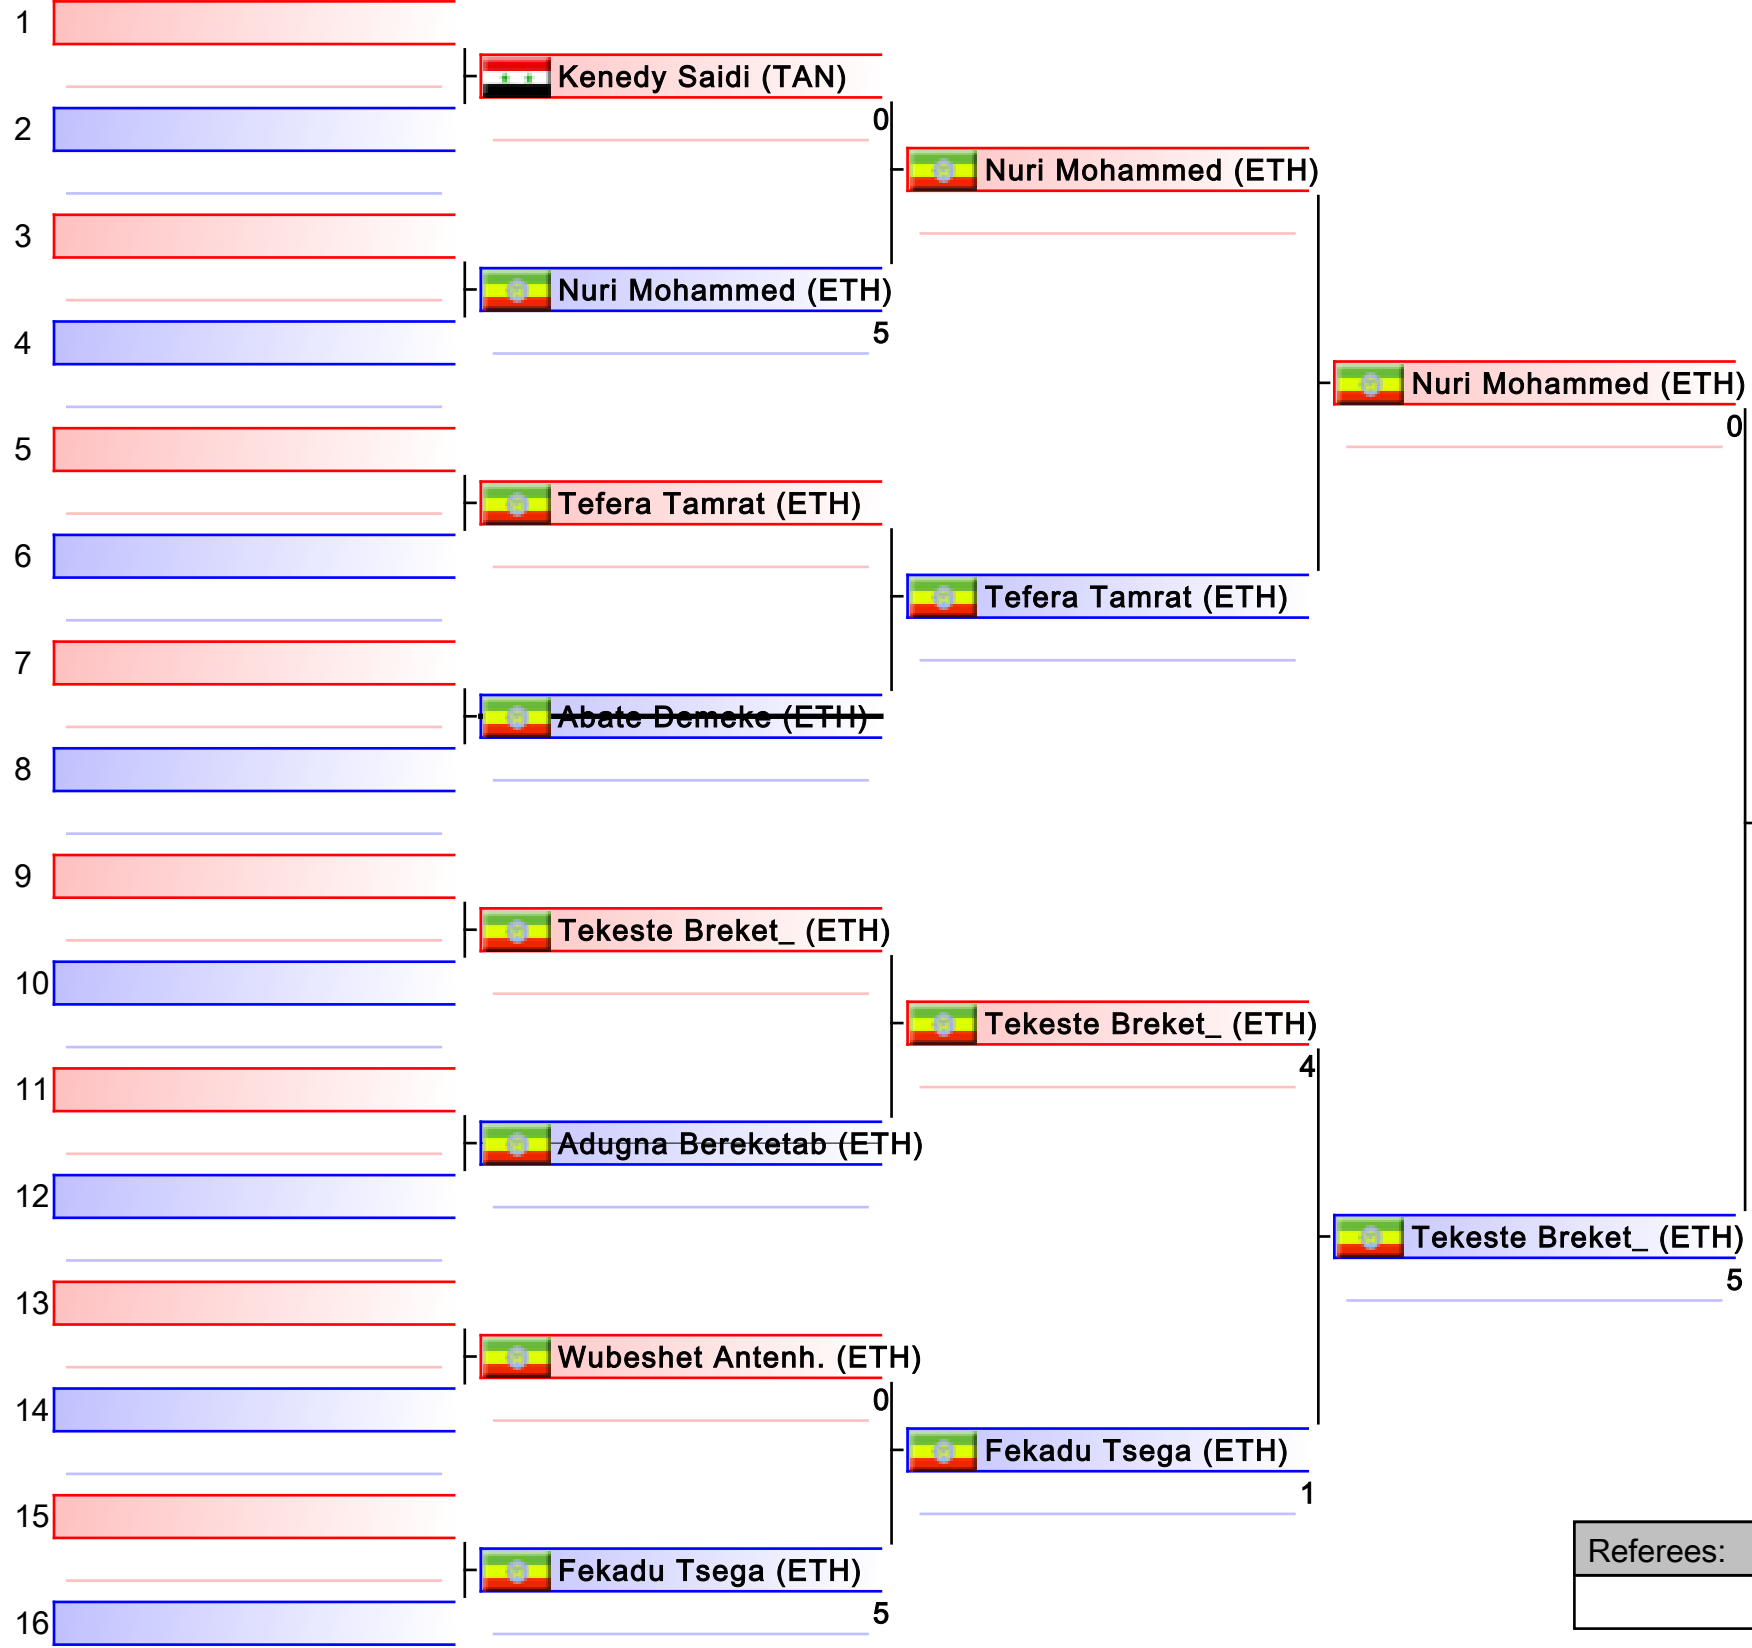 1
Kenedy Saidi (TAN)
0
2
Nuri Mohammed (ETH)
3
Nuri Mohammed (ETH)
5
4
Nuri Mohammed (ETH)
0
5
Tefera Tamrat (ETH)
6
Tefera Tamrat (ETH)
7
Abate Demeke (ETH)
8
9
Tekeste Breket_ (ETH)
10
Tekeste Breket_ (ETH)
4
11
Adugna Bereketab (ETH)
12
Tekeste Breket_ (ETH)
5
13
Wubeshet Antenh. (ETH)
0
14
Fekadu Tsega (ETH)
1
15
Referees:
Fekadu Tsega (ETH)
5
16